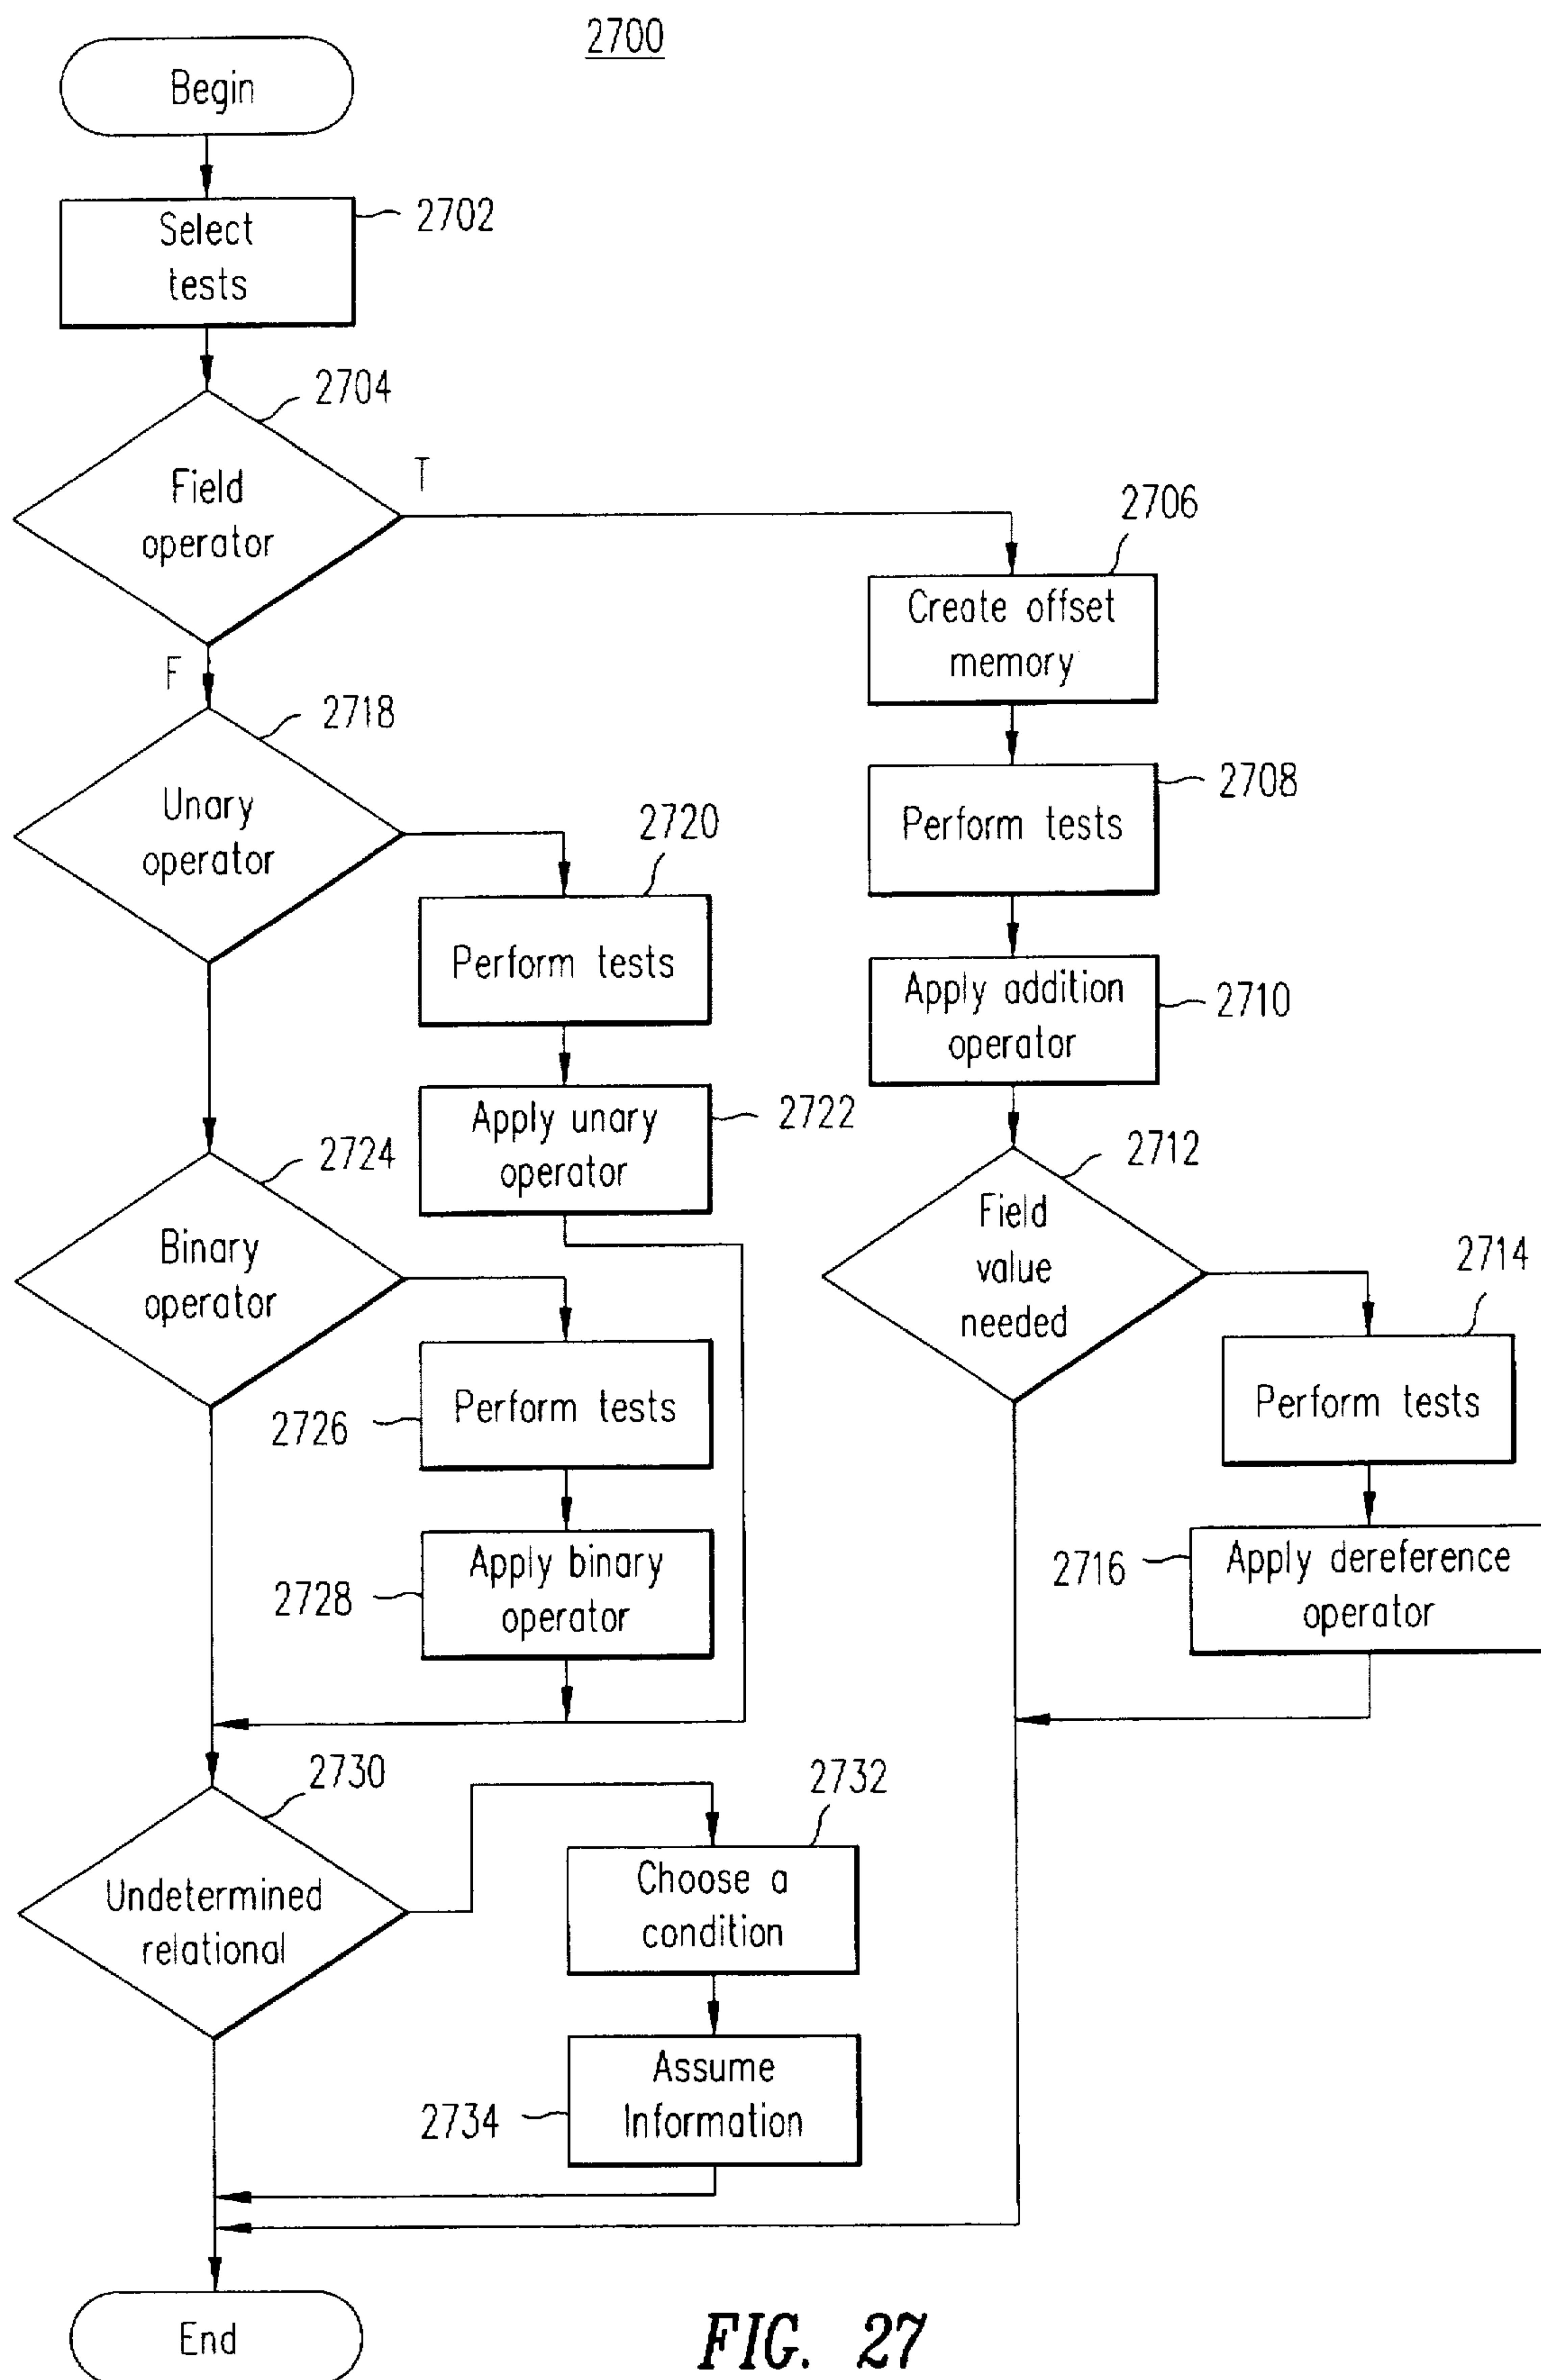 2700
Begin
2702
Select
tests
2704
Field
operator
T
F
2706
Create offset
memory
2708
Perform tests
2710
Apply addition
operator
2712
Field
value
needed
2714
Perform tests
2716
Apply dereference
operator
2718
Unary
operator
2720
Perform tests
2722
Apply unary
operator
2724
Binary
operator
2726
Perform tests
2728
Apply binary
operator
2730
Undetermined
relational
2732
Choose a
condition
2734
Assume
Information
End
FIG. 27